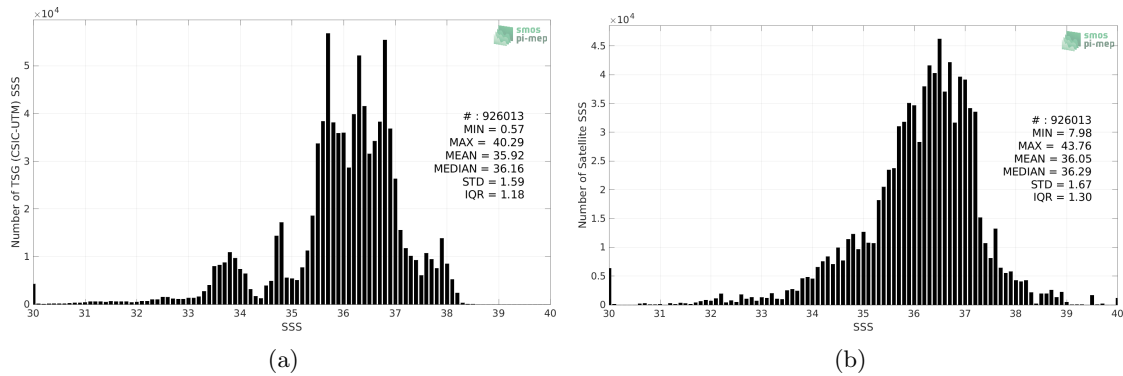 ×10⁴
smos
pi-mep
Number of TSG (CSIC-UTM) SSS
5
4
3
2
1
0
# : 926013
MIN = 0.57
MAX = 40.29
MEAN = 35.92
MEDIAN = 36.16
STD = 1.59
IQR = 1.18
30 31 32 33 34 35 36 37 38 39 40
SSS
(a)
×10⁴
smos
pi-mep
Number of Satellite SSS
4.5
4
3.5
3
2.5
2
1.5
1
0.5
0
# : 926013
MIN = 7.98
MAX = 43.76
MEAN = 36.05
MEDIAN = 36.29
STD = 1.67
IQR = 1.30
30 31 32 33 34 35 36 37 38 39 40
SSS
(b)